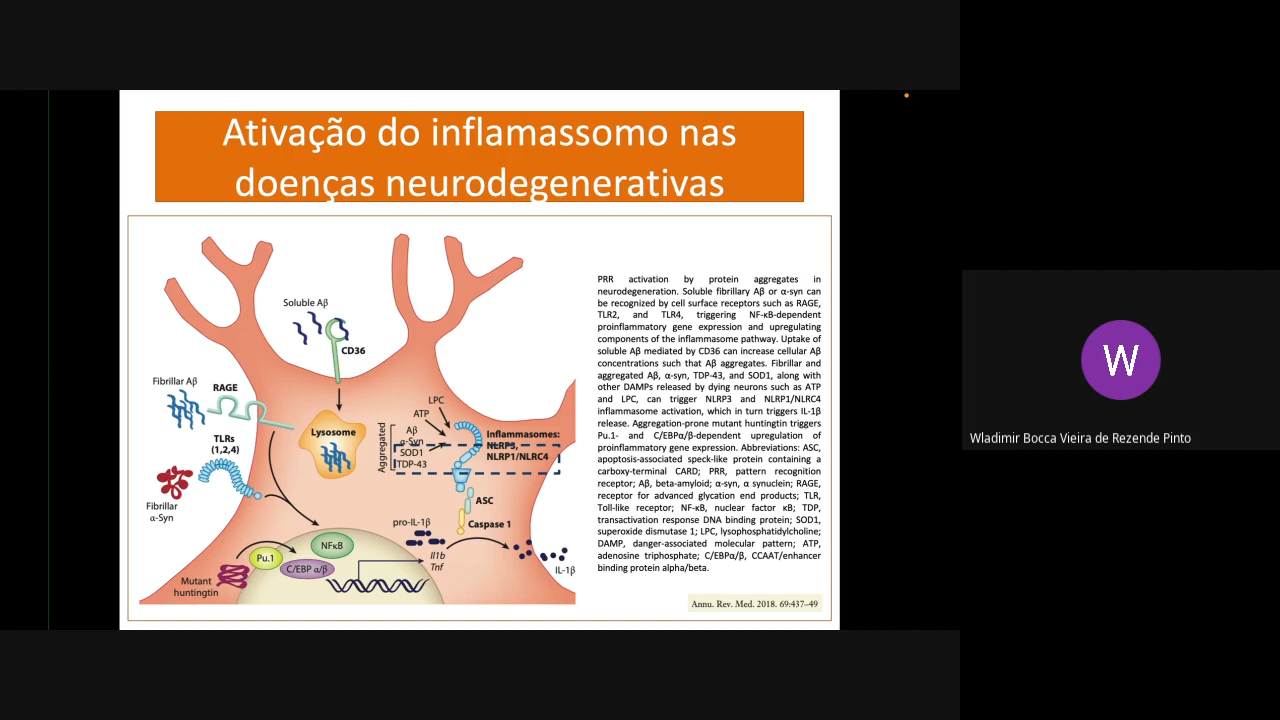 Ativação do inflamassomo nas
doenças neurodegenerativas
Soluble Aβ
CD36
Fibrillar Aβ
RAGE
TLRs
(1,2,4)
Fibrillar
α-Syn
Lysosome
LPC
ATP
Aggregated
Aβ
α-Syn
SOD1
TDP-43
Inflammasomes:
NLRP3,
NLRP1/NLRC4
ASC
Caspase 1
pro-IL-1β
Il1b
Tnf
IL-1β
NFκB
Pu.1
C/EBP α/β
Mutant
huntingtin
PRR activation by protein aggregates in
neurodegeneration. Soluble fibrillary Aβ or α-syn can
be recognized by cell surface receptors such as RAGE,
TLR2, and TLR4, triggering NF-κB-dependent
proinflammatory gene expression and upregulating
components of the inflammasome pathway. Uptake of
soluble Aβ mediated by CD36 can increase cellular Aβ
concentrations such that Aβ aggregates. Fibrillar and
aggregated Aβ, α-syn, TDP-43, and SOD1, along with
other DAMPs released by dying neurons such as ATP
and LPC, can trigger NLRP3 and NLRP1/NLRC4
inflammasome activation, which in turn triggers IL-1β
release. Aggregation-prone mutant huntingtin triggers
Pu.1- and C/EBPα/β-dependent upregulation of
proinflammatory gene expression. Abbreviations: ASC,
apoptosis-associated speck-like protein containing a
carboxy-terminal CARD; PRR, pattern recognition
receptor; Aβ, beta-amyloid; α-syn, α synuclein; RAGE,
receptor for advanced glycation end products; TLR,
Toll-like receptor; NF-κB, nuclear factor κB; TDP,
transactivation response DNA binding protein; SOD1,
superoxide dismutase 1; LPC, lysophosphatidylcholine;
DAMP, danger-associated molecular pattern; ATP,
adenosine triphosphate; C/EBPα/β, CCAAT/enhancer
binding protein alpha/beta.
Annu. Rev. Med. 2018. 69:437–49
W
Wladimir Bocca Vieira de Rezende Pinto